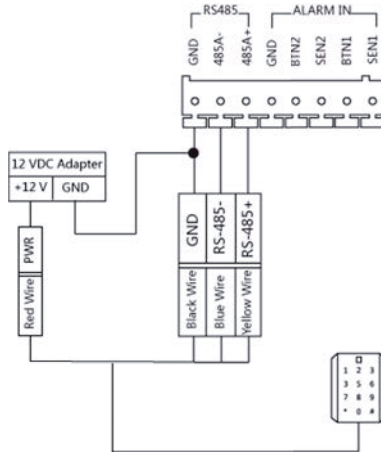 RS485 ALARM IN
GND 485A- 485A+ GND BTN2 SEN2 BTN1 SEN1
12 VDC Adapter
+12 V GND
GND RS-485- RS-485+
PWR
Red Wire
Black Wire Blue Wire Yellow Wire
1 2 3
3 5 6
7 8 9
* 0 #